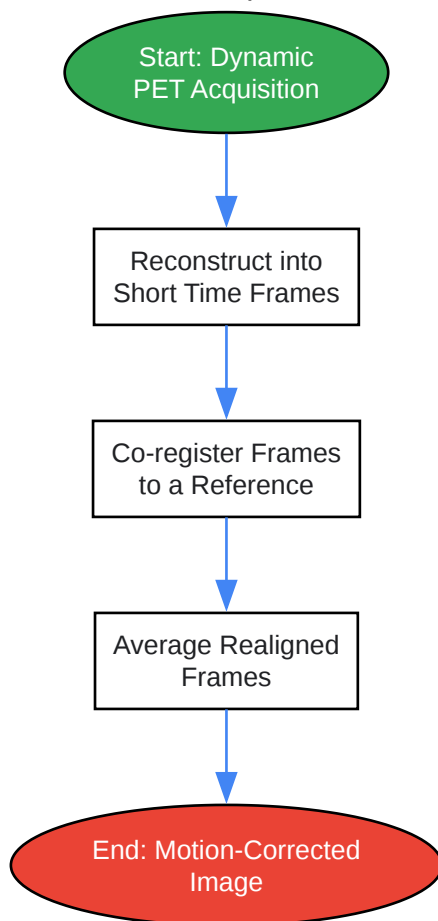 Start: Dynamic
PET Acquisition
Reconstruct into
Short Time Frames
Co-register Frames
to a Reference
Average Realigned
Frames
End: Motion-Corrected
Image